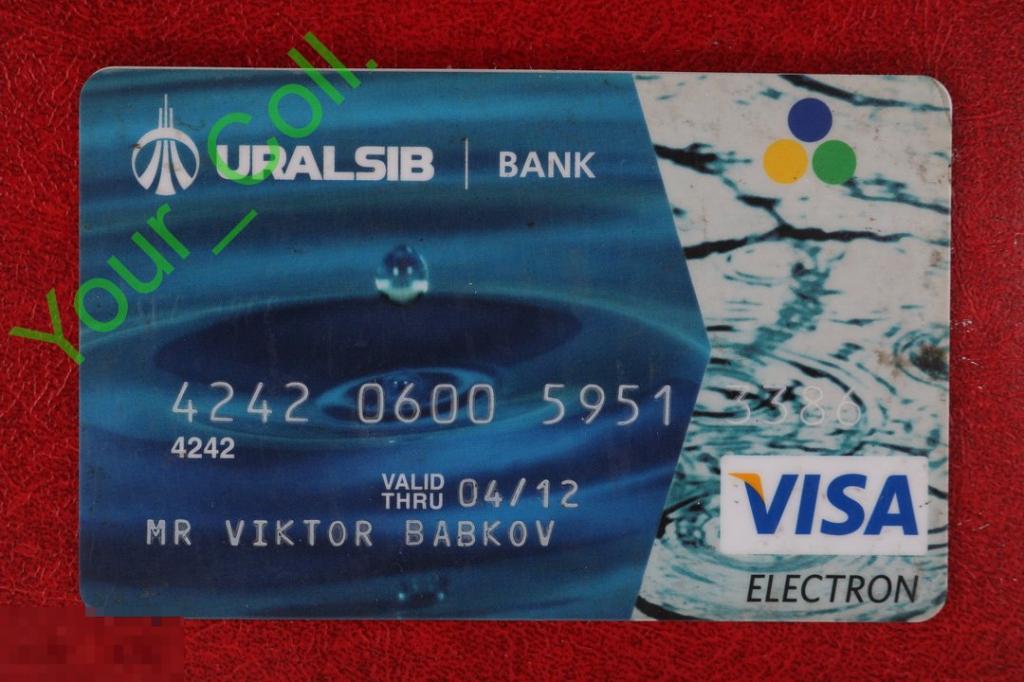 Your_Coll.
URALSIB | BANK
4242 0600 5951 3386
4242
VALID THRU 04/12
MR VIKTOR BABKOV
VISA
ELECTRON